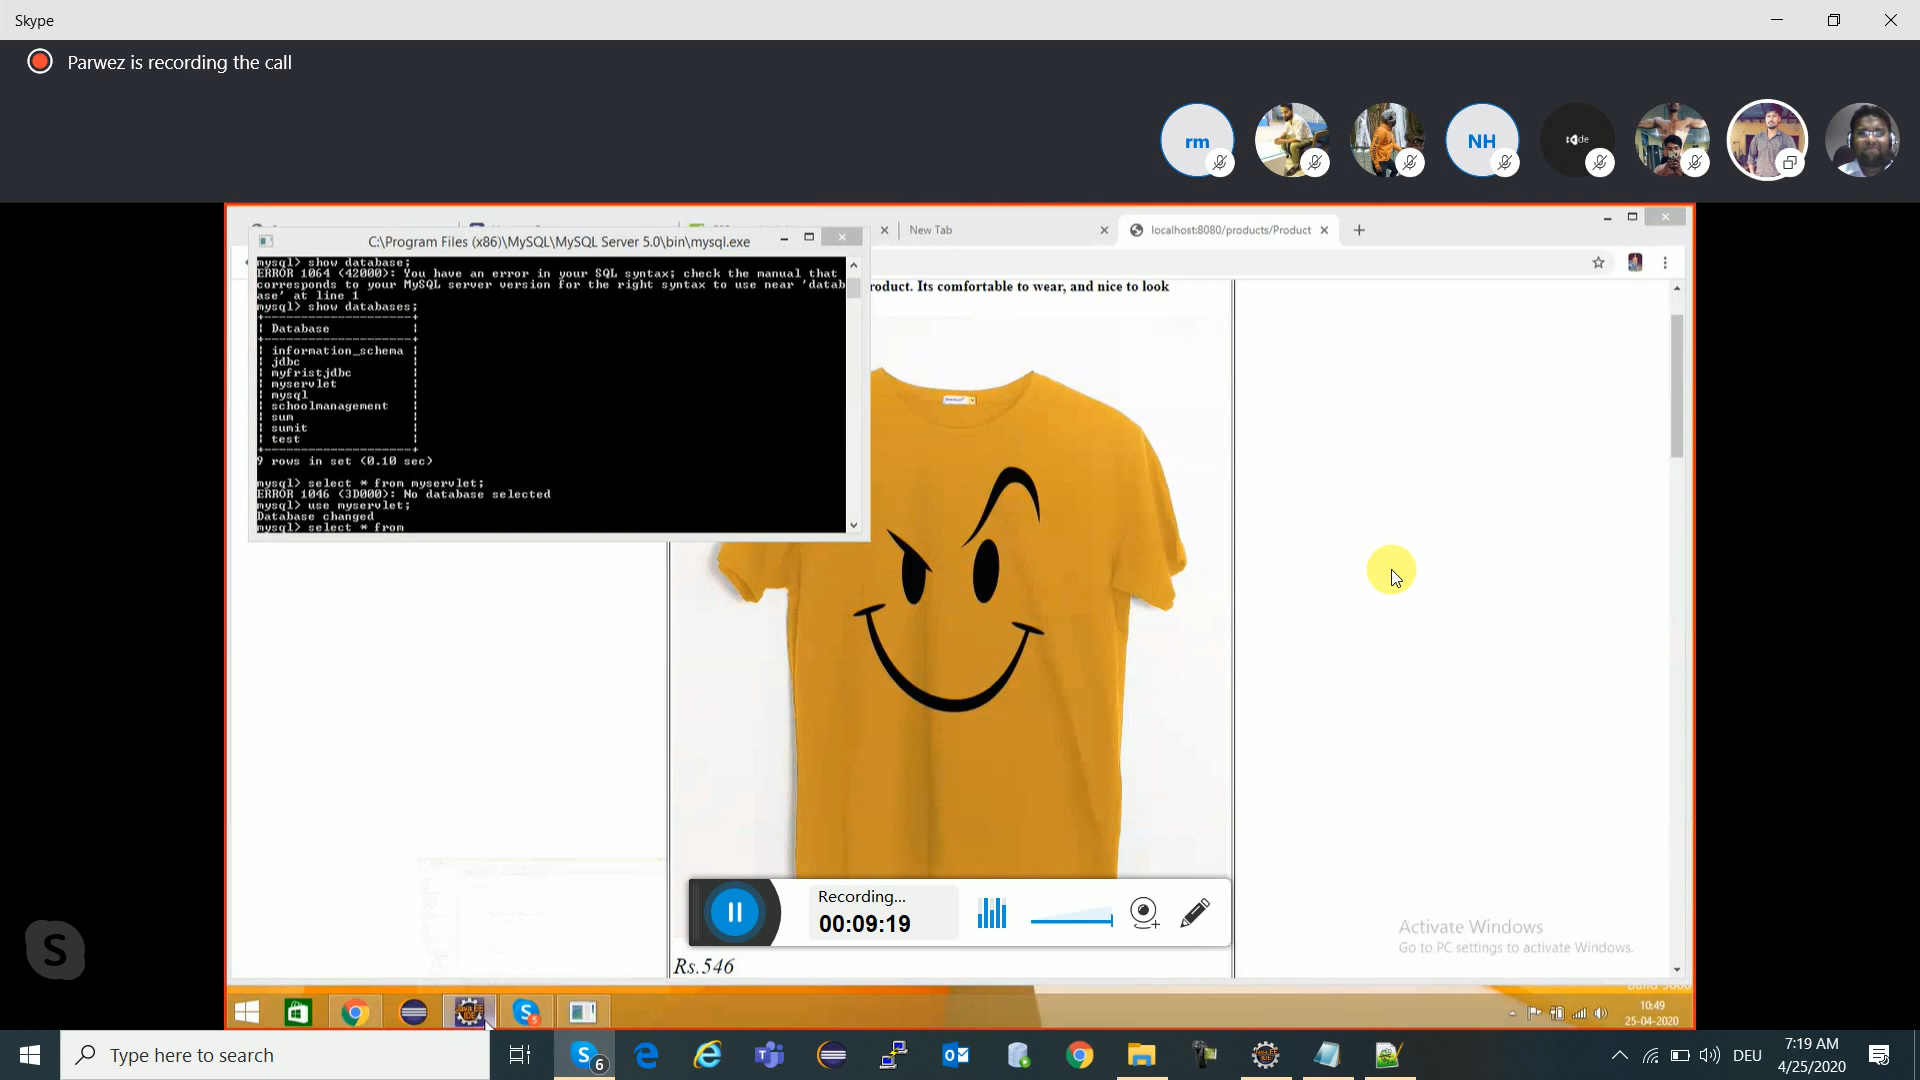 Skype
Parwez is recording the call
rm
NH
C:\Program Files (x86)\MySQL\MySQL Server 5.0\bin\mysql.exe
New Tab
localhost:8080/products/Product
mysql> show database;
ERROR 1064 (42000): You have an error in your SQL syntax; check the manual that
corresponds to your MySQL server version for the right syntax to use near 'datab
ase' at line 1
mysql> show databases;
Database
information_schema
jdbc
myfristjdbc
myservlet
mysql
schoolmanagement
sum
sumit
test
9 rows in set (0.10 sec)
mysql> select * from myservlet;
ERROR 1046 (3D000): No database selected
mysql> use myservlet;
Database changed
mysql> select * from
roduct. Its comfortable to wear, and nice to look
Recording...
00:09:19
Rs.546
Activate Windows
Go to PC settings to activate Windows.
S
10:49
25-04-2020
Type here to search
6
DEU
7:19 AM
4/25/2020